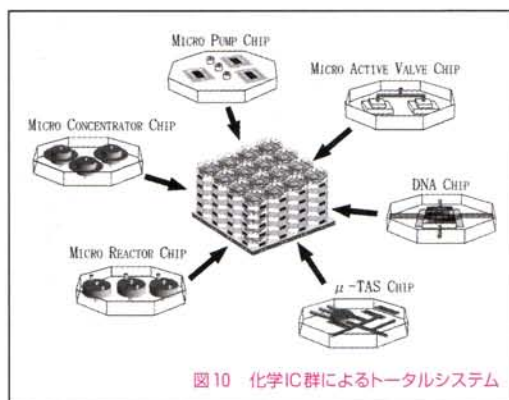 MICRO PUMP CHIP
MICRO ACTIVE VALVE CHIP
MICRO CONCENTRATOR CHIP
DNA CHIP
MICRO REACTOR CHIP
μ-TAS CHIP
図10 化学IC群によるトータルシステム